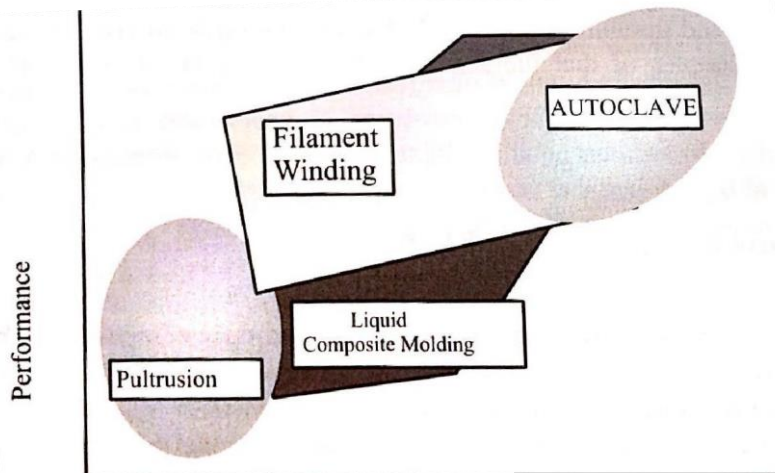 AUTOCLAVE
Filament
Winding
Liquid
Composite Molding
Pultrusion
Performance